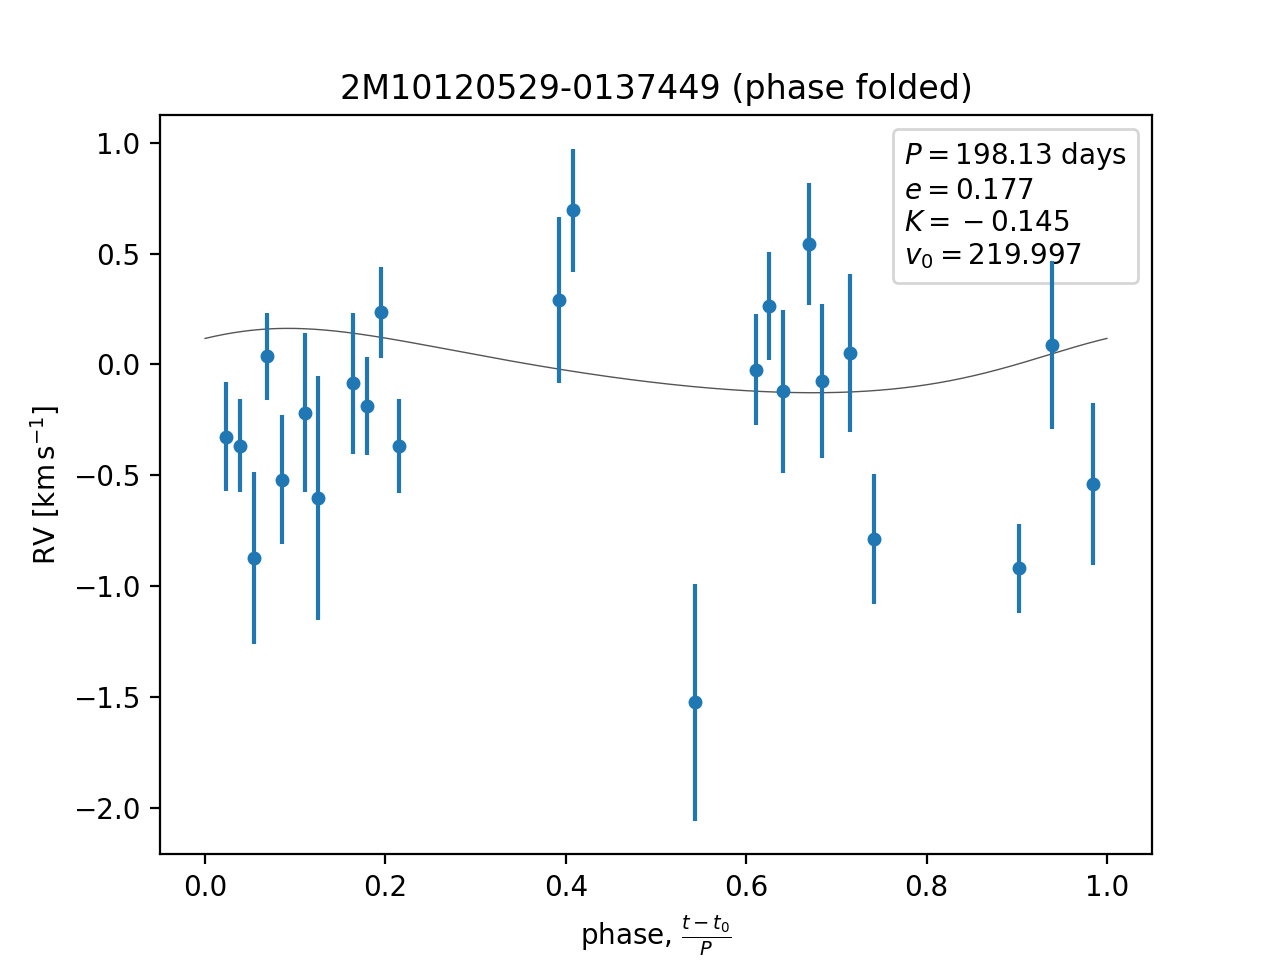 2M10120529-0137449 (phase folded)
P = 198.13 days
e = 0.177
K = −0.145
v₀ = 219.997
RV [km s⁻¹]
1.0
0.5
0.0
−0.5
−1.0
−1.5
−2.0
0.0 0.2 0.4 0.6 0.8 1.0
phase, (t − t₀)/P